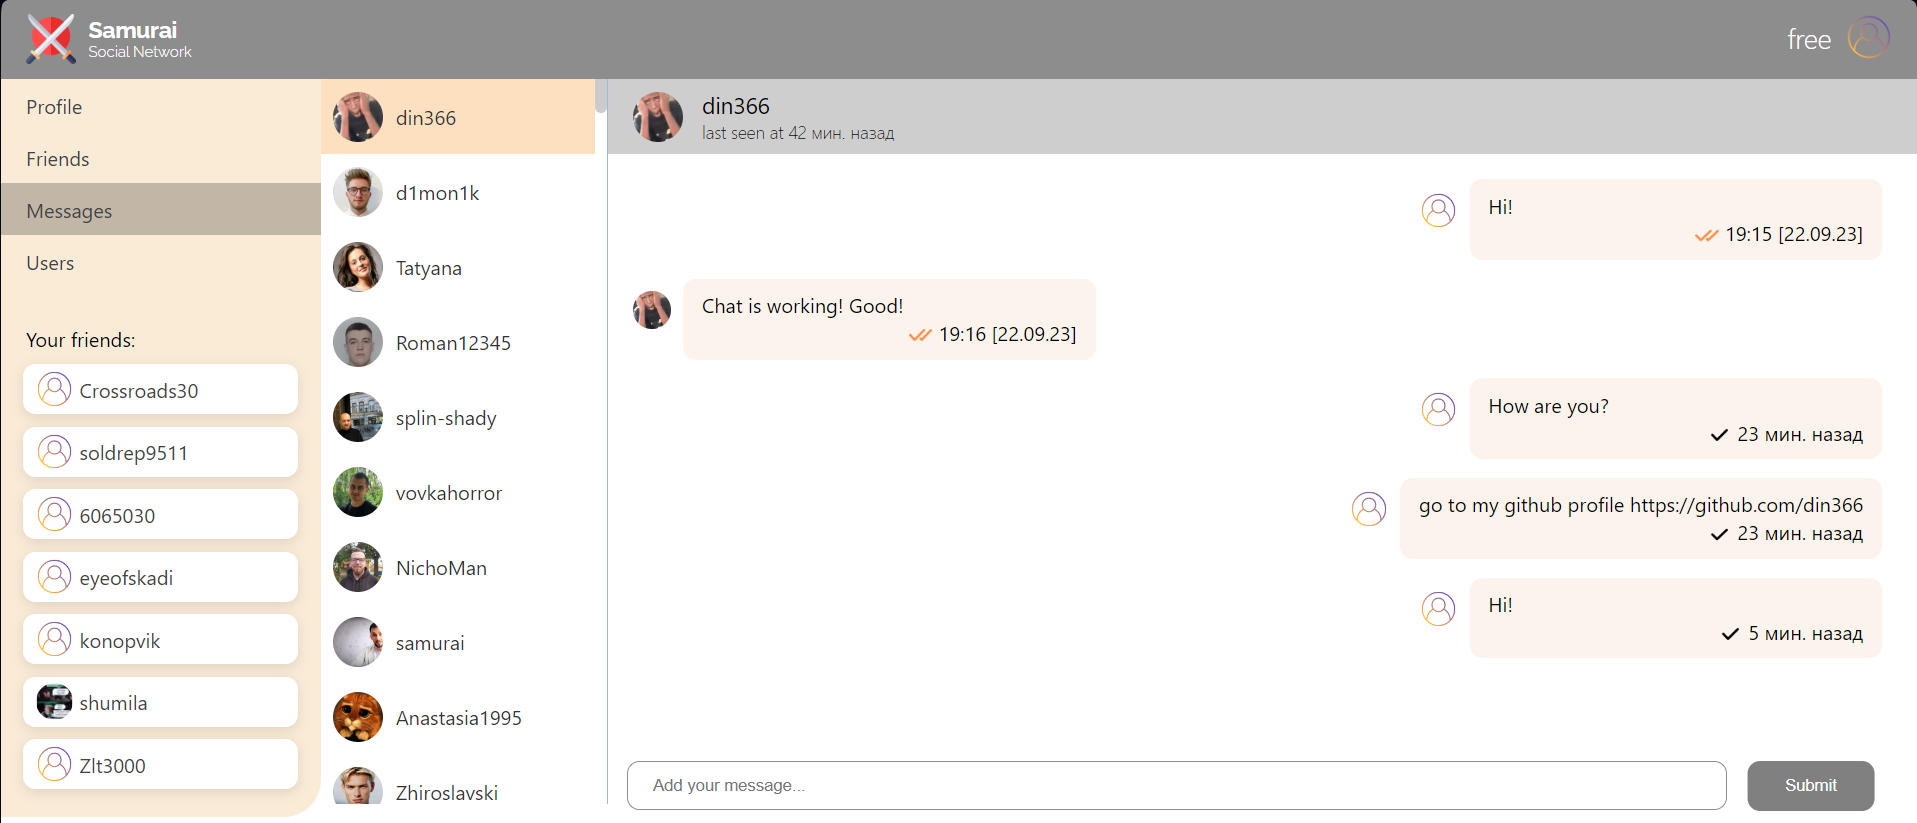 Samurai
Social Network
free
Profile
Friends
Messages
Users
Your friends:
Crossroads30
soldrep9511
6065030
eyeofskadi
konopvik
shumila
Zlt3000
din366
d1mon1k
Tatyana
Roman12345
splin-shady
vovkahorror
NichoMan
samurai
Anastasia1995
Zhiroslavski
din366
last seen at 42 мин. назад
Hi!
19:15 [22.09.23]
Chat is working! Good!
19:16 [22.09.23]
How are you?
23 мин. назад
go to my github profile https://github.com/din366
23 мин. назад
Hi!
5 мин. назад
Add your message...
Submit